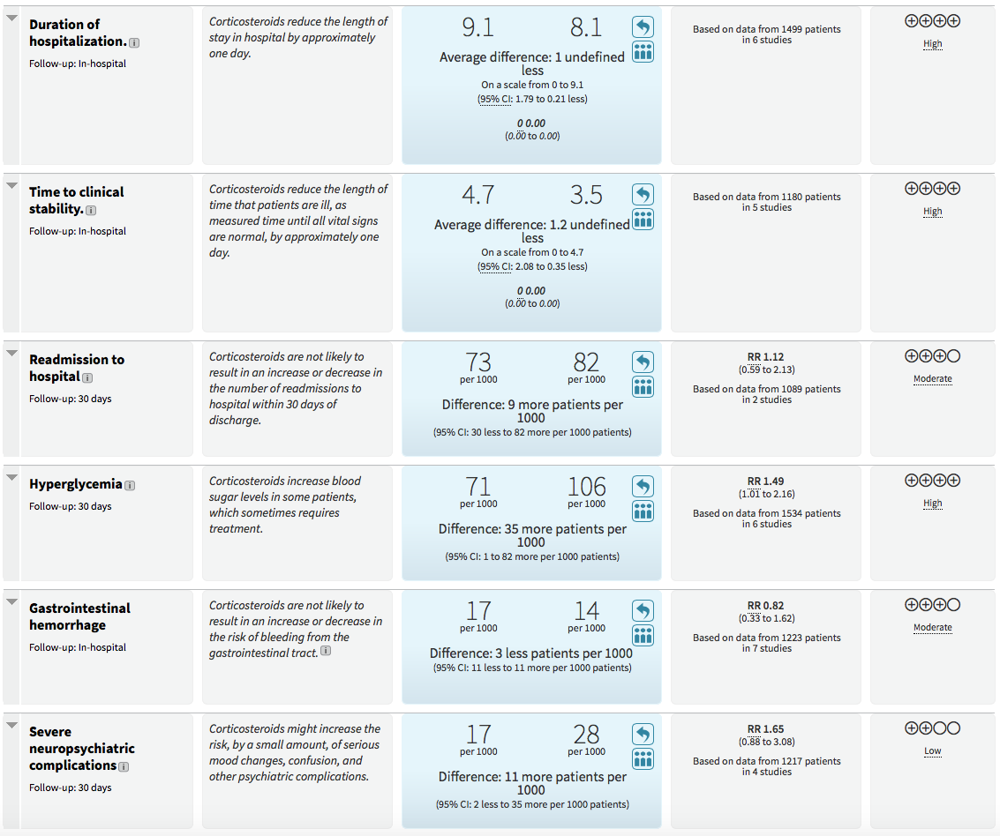 Duration of
hospitalization. i
Follow-up: In-hospital
Corticosteroids reduce the length of
stay in hospital by approximately
one day.
9.1 8.1
Average difference: 1 undefined
less
On a scale from 0 to 9.1
(95% CI: 1.79 to 0.21 less)
0 0.00
(0.00 to 0.00)
Based on data from 1499 patients
in 6 studies
High
Time to clinical
stability. i
Follow-up: In-hospital
Corticosteroids reduce the length of
time that patients are ill, as
measured time until all vital signs
are normal, by approximately one
day.
4.7 3.5
Average difference: 1.2 undefined
less
On a scale from 0 to 4.7
(95% CI: 2.08 to 0.35 less)
0 0.00
(0.00 to 0.00)
Based on data from 1180 patients
in 5 studies
High
Readmission to
hospital i
Follow-up: 30 days
Corticosteroids are not likely to
result in an increase or decrease in
the number of readmissions to
hospital within 30 days of
discharge.
73 82
per 1000 per 1000
Difference: 9 more patients per
1000
(95% CI: 30 less to 82 more per 1000 patients)
RR 1.12
(0.59 to 2.13)
Based on data from 1089 patients
in 2 studies
Moderate
Hyperglycemia i
Follow-up: 30 days
Corticosteroids increase blood
sugar levels in some patients,
which sometimes requires
treatment.
71 106
per 1000 per 1000
Difference: 35 more patients per
1000
(95% CI: 1 to 82 more per 1000 patients)
RR 1.49
(1.01 to 2.16)
Based on data from 1534 patients
in 6 studies
High
Gastrointestinal
hemorrhage
Follow-up: In-hospital
Corticosteroids are not likely to
result in an increase or decrease in
the risk of bleeding from the
gastrointestinal tract. i
17 14
per 1000 per 1000
Difference: 3 less patients per 1000
(95% CI: 11 less to 11 more per 1000 patients)
RR 0.82
(0.33 to 1.62)
Based on data from 1223 patients
in 7 studies
Moderate
Severe
neuropsychiatric
complications i
Follow-up: 30 days
Corticosteroids might increase the
risk, by a small amount, of serious
mood changes, confusion, and
other psychiatric complications.
17 28
per 1000 per 1000
Difference: 11 more patients per
1000
(95% CI: 2 less to 35 more per 1000 patients)
RR 1.65
(0.88 to 3.08)
Based on data from 1217 patients
in 4 studies
Low